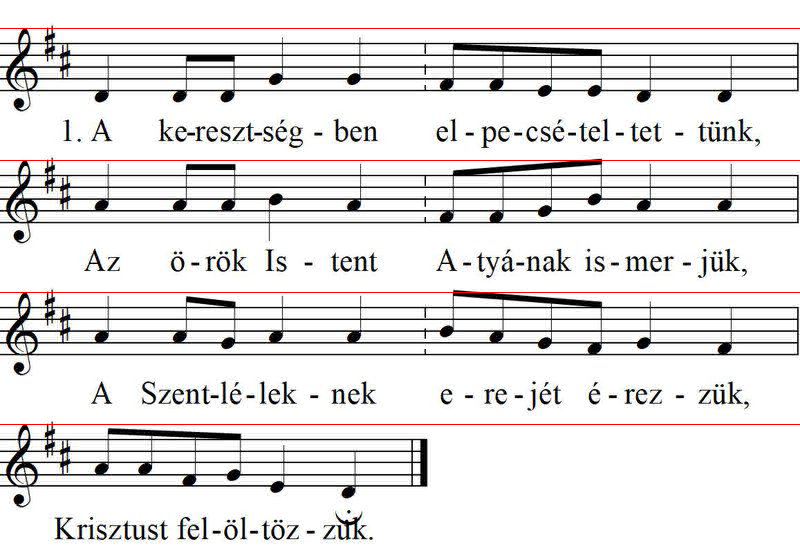 1. A ke-reszt-ség - ben el - pe-csé-tel-tet - tünk,
Az ö-rök Is - tent A-tyá-nak is-mer-jük,
A Szent-lé-lek - nek e - re-jét é-rez - zük,
Krisztust fel-öl-töz-zük.